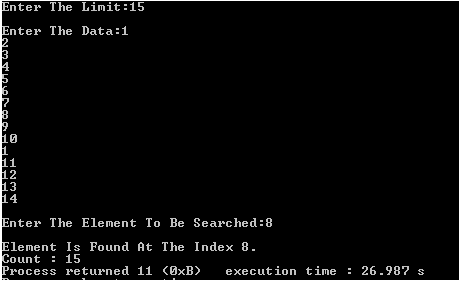 Enter The Limit:15
Enter The Data:1
2
3
4
5
6
7
8
9
10
1
11
12
13
14
Enter The Element To Be Searched:8
Element Is Found At The Index 8.
Count : 15
Process returned 11 (0xB)   execution time : 26.987 s